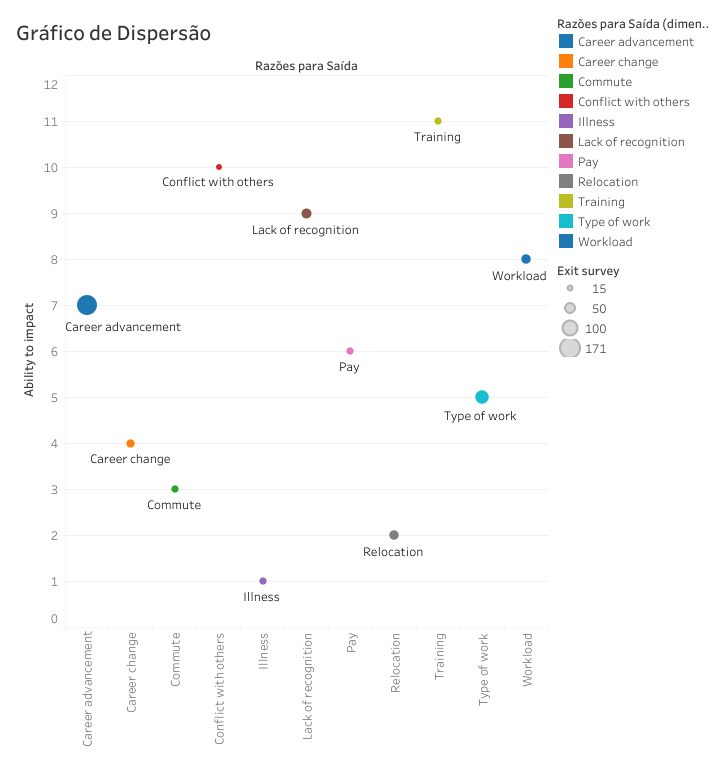 Gráfico de Dispersão
Razões para Saída
Ability to impact
12
11
10
9
8
7
6
5
4
3
2
1
0
Training
Conflict with others
Lack of recognition
Workload
Career advancement
Pay
Type of work
Career change
Commute
Relocation
Illness
Career advancement
Career change
Commute
Conflict with others
Illness
Lack of recognition
Pay
Relocation
Training
Type of work
Workload
Razões para Saída (dimen..
Career advancement
Career change
Commute
Conflict with others
Illness
Lack of recognition
Pay
Relocation
Training
Type of work
Workload
Exit survey
15
50
100
171